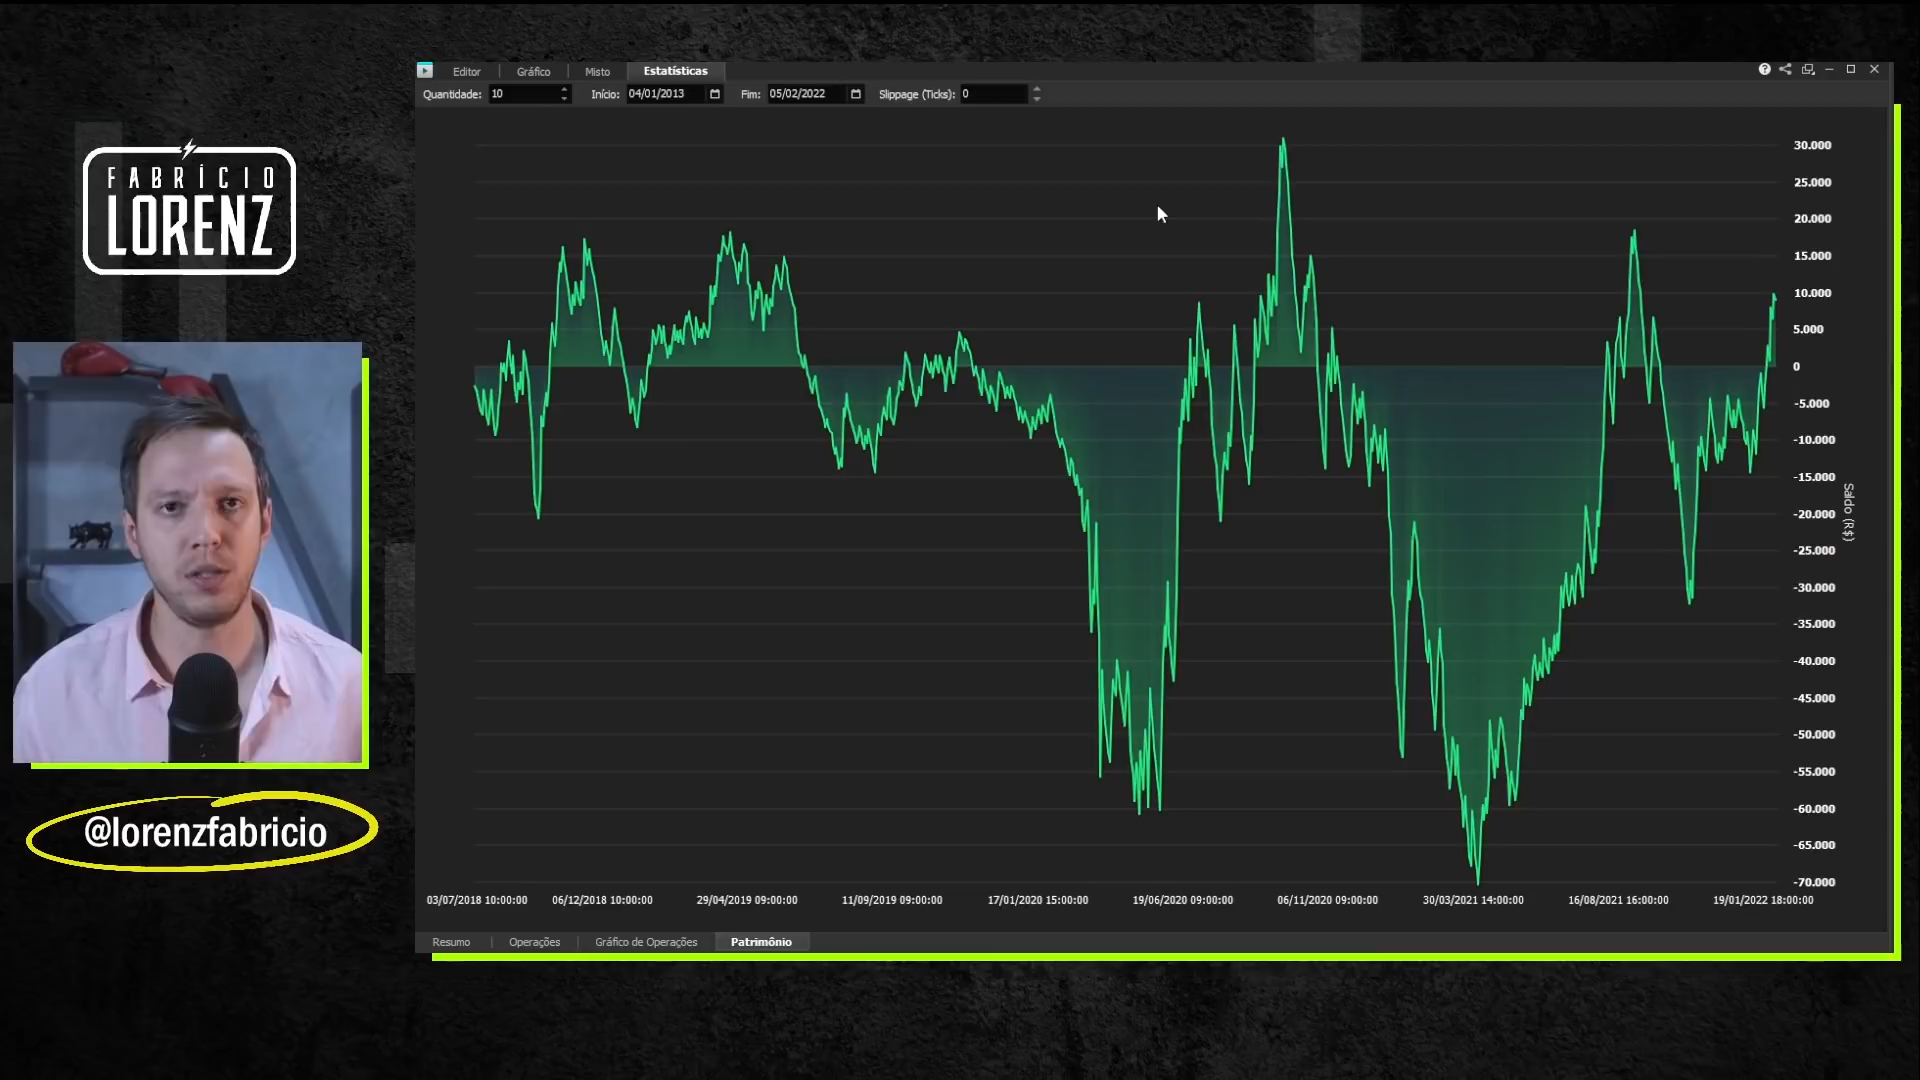 FABRÍCIO
LORENZ
@lorenzfabricio
Editor
Gráfico
Misto
Estatísticas
Quantidade: 10
Início: 04/01/2013
Fim: 05/02/2022
Slippage (Ticks): 0
30.000
25.000
20.000
15.000
10.000
5.000
0
-5.000
-10.000
-15.000
-20.000
-25.000
-30.000
-35.000
-40.000
-45.000
-50.000
-55.000
-60.000
-65.000
-70.000
Saldo (R$)
03/07/2018 10:00:00
06/12/2018 10:00:00
29/04/2019 09:00:00
11/09/2019 09:00:00
17/01/2020 15:00:00
19/06/2020 09:00:00
06/11/2020 09:00:00
30/03/2021 14:00:00
16/08/2021 16:00:00
19/01/2022 18:00:00
Resumo
Operações
Gráfico de Operações
Patrimônio